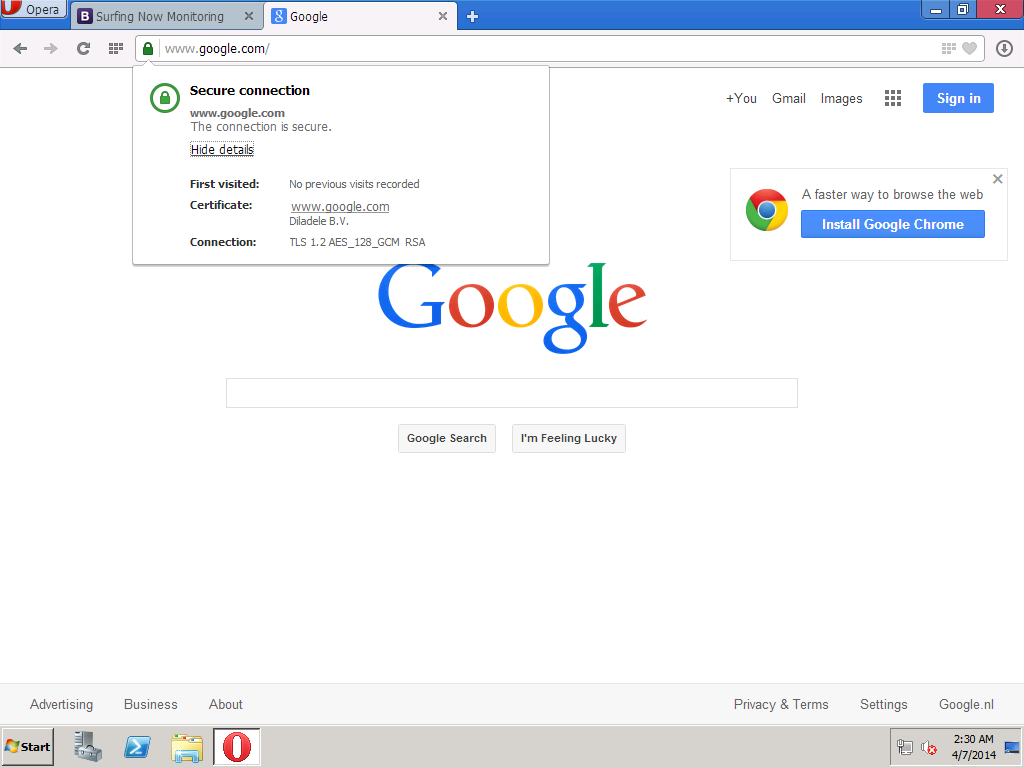 Opera
B Surfing Now Monitoring
g Google
www.google.com/
Secure connection
www.google.com
The connection is secure.
Hide details
First visited: No previous visits recorded
Certificate: www.google.com
Diladele B.V.
Connection: TLS 1.2 AES_128_GCM RSA
+You Gmail Images Sign in
A faster way to browse the web
Install Google Chrome
Google
Google Search I'm Feeling Lucky
Advertising Business About Privacy & Terms Settings Google.nl
Start
2:30 AM
4/7/2014